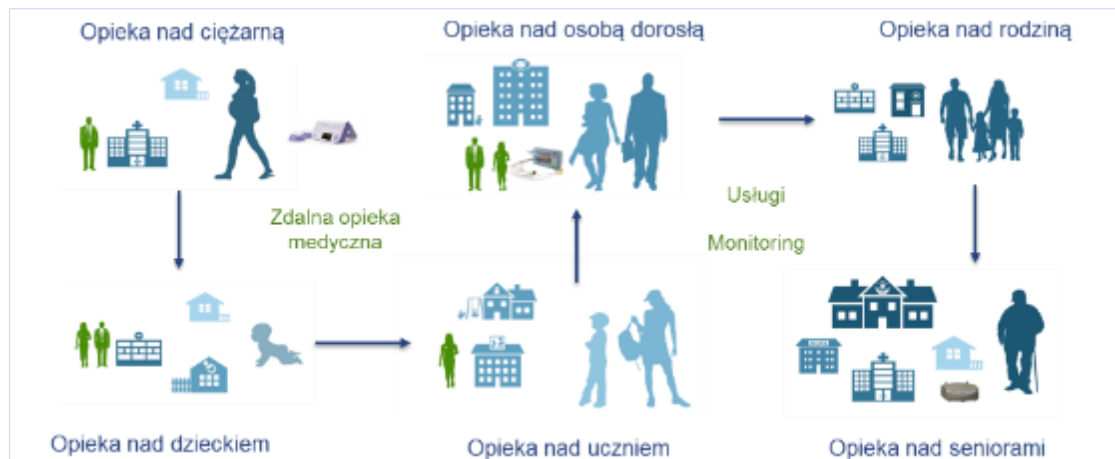 Opieka nad ciężarną
Opieka nad osobą dorosłą
Opieka nad rodziną
Zdalna opieka
medyczna
Usługi
Monitoring
Opieka nad dzieckiem
Opieka nad uczniem
Opieka nad seniorami